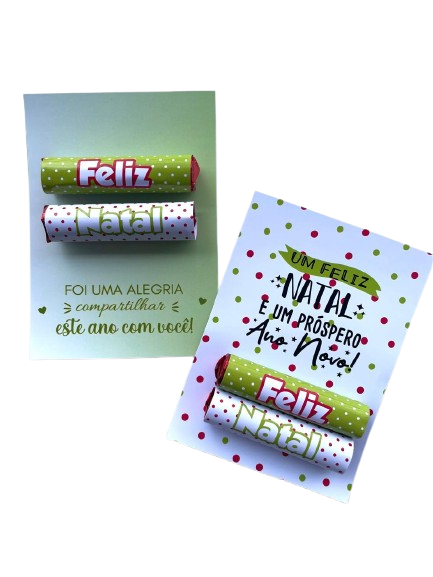 Feliz
Natal
FOI UMA ALEGRIA
compartilhar
este ano com você!
UM FELIZ
NATAL
E UM PRÓSPERO
Ano Novo!
Feliz
Natal